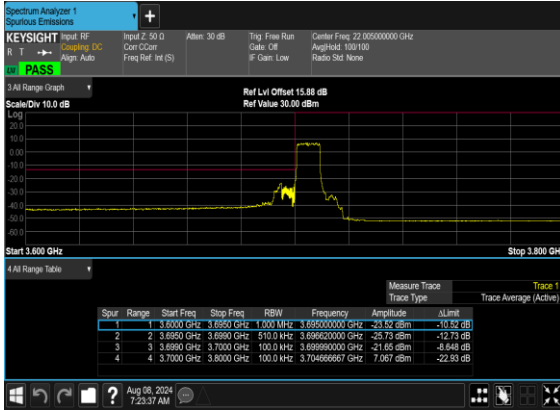 Spectrum Analyzer 1
Spurious Emissions
+
KEYSIGHT Input: RF Input Z: 50 Ω Atten: 30 dB Trig: Free Run Center Freq: 22.005000000 GHz
R T Coupling: DC Corr CCorr Gate: Off Avg|Hold: 100/100
Align: Auto Freq Ref: Int (S) IF Gain: Low Radio Std: None
PASS
3 All Range Graph
Ref Lvl Offset 15.88 dB
Scale/Div 10.0 dB Ref Value 30.00 dBm
Log
20.0
10.0
0.00
-10.0
-20.0
-30.0
-40.0
-50.0
-60.0
Start 3.600 GHz Stop 3.800 GHz
4 All Range Table
Measure Trace Trace 1
Trace Type Trace Average (Active)
Spur Range Start Freq Stop Freq RBW Frequency Amplitude ΔLimit
1 1 3.6000 GHz 3.6950 GHz 1.000 MHz 3.695000000 GHz -23.52 dBm -10.52 dB
2 2 3.6950 GHz 3.6990 GHz 510.0 kHz 3.696620000 GHz -25.73 dBm -12.73 dB
3 3 3.6990 GHz 3.7000 GHz 100.0 kHz 3.699990000 GHz -21.65 dBm -8.648 dB
4 4 3.7000 GHz 3.8000 GHz 100.0 kHz 3.704666667 GHz 7.067 dBm -22.93 dB
?
Aug 08, 2024
7:23:37 AM